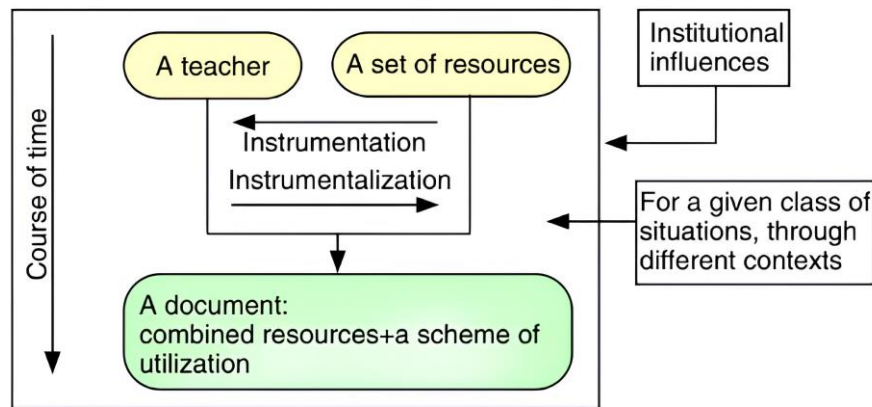 A teacher
A set of resources
Institutional
influences
Course of time
Instrumentation
Instrumentalization
For a given class of
situations, through
different contexts
A document:
combined resources+a scheme of
utilization